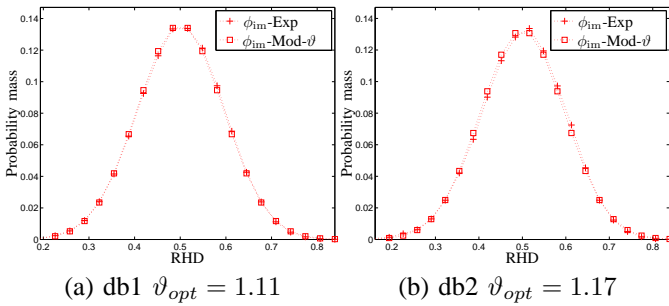 0.14
0.12
0.1
0.08
0.06
0.04
0.02
0
Probability mass
0.2 0.3 0.4 0.5 0.6 0.7 0.8
RHD
ϕim-Exp
ϕim-Mod-ϑ
(a) db1 ϑopt = 1.11
0.14
0.12
0.1
0.08
0.06
0.04
0.02
0
Probability mass
0.2 0.3 0.4 0.5 0.6 0.7 0.8
RHD
ϕim-Exp
ϕim-Mod-ϑ
(b) db2 ϑopt = 1.17